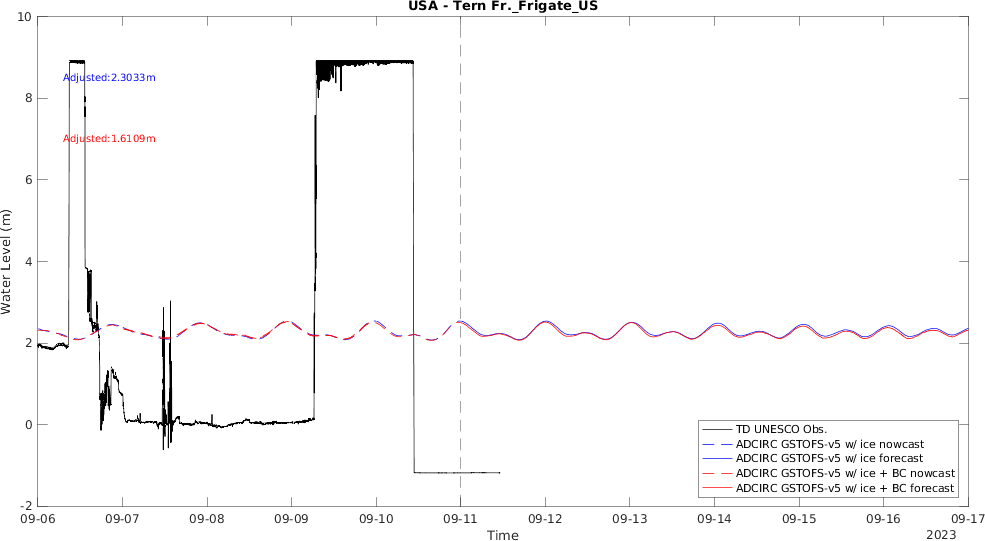 USA - Tern Fr._Frigate_US
10
8
6
4
2
0
-2
Water Level (m)
Adjusted:2.3033m
Adjusted:1.6109m
TD UNESCO Obs.
ADCIRC GSTOFS-v5 w/ ice nowcast
ADCIRC GSTOFS-v5 w/ ice forecast
ADCIRC GSTOFS-v5 w/ ice + BC nowcast
ADCIRC GSTOFS-v5 w/ ice + BC forecast
09-06 09-07 09-08 09-09 09-10 09-11 09-12 09-13 09-14 09-15 09-16 09-17
Time
2023